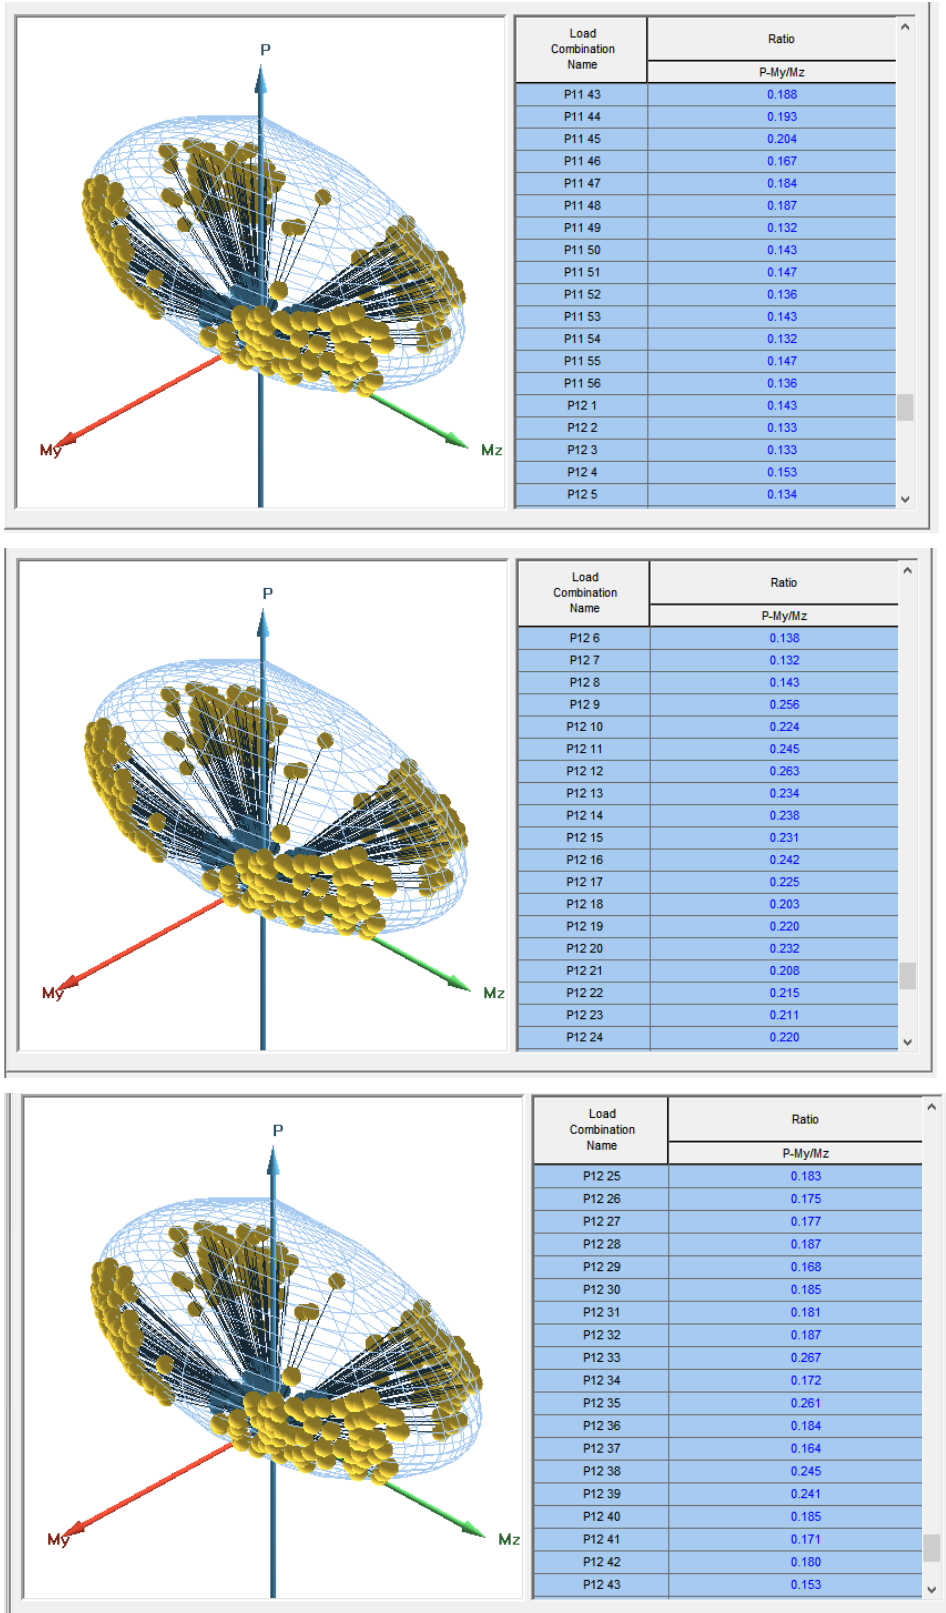 P
My
Mz
Load
Combination
Name
Ratio
P-My/Mz
P11 43 0.188
P11 44 0.193
P11 45 0.204
P11 46 0.167
P11 47 0.184
P11 48 0.187
P11 49 0.132
P11 50 0.143
P11 51 0.147
P11 52 0.136
P11 53 0.143
P11 54 0.132
P11 55 0.147
P11 56 0.136
P12 1 0.143
P12 2 0.133
P12 3 0.133
P12 4 0.153
P12 5 0.134
P
My
Mz
Load
Combination
Name
Ratio
P-My/Mz
P12 6 0.138
P12 7 0.132
P12 8 0.143
P12 9 0.256
P12 10 0.224
P12 11 0.245
P12 12 0.263
P12 13 0.234
P12 14 0.238
P12 15 0.231
P12 16 0.242
P12 17 0.225
P12 18 0.203
P12 19 0.220
P12 20 0.232
P12 21 0.208
P12 22 0.215
P12 23 0.211
P12 24 0.220
P
My
Mz
Load
Combination
Name
Ratio
P-My/Mz
P12 25 0.183
P12 26 0.175
P12 27 0.177
P12 28 0.187
P12 29 0.168
P12 30 0.185
P12 31 0.181
P12 32 0.187
P12 33 0.267
P12 34 0.172
P12 35 0.261
P12 36 0.184
P12 37 0.164
P12 38 0.245
P12 39 0.241
P12 40 0.185
P12 41 0.171
P12 42 0.180
P12 43 0.153